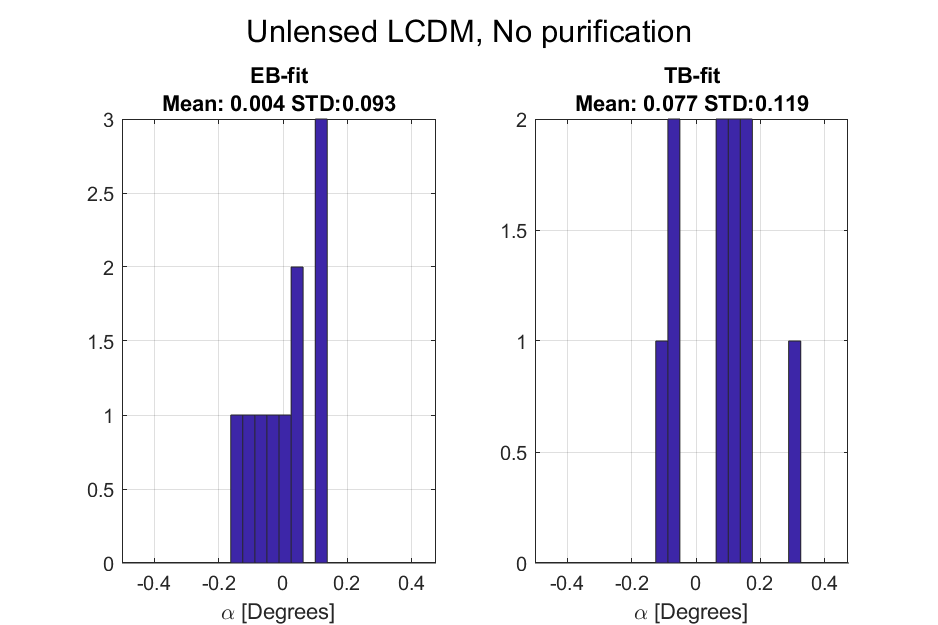 Unlensed LCDM, No purification
EB-fit
Mean: 0.004 STD:0.093
3
2.5
2
1.5
1
0.5
0
-0.4 -0.2 0 0.2 0.4
α [Degrees]
TB-fit
Mean: 0.077 STD:0.119
2
1.5
1
0.5
0
-0.4 -0.2 0 0.2 0.4
α [Degrees]